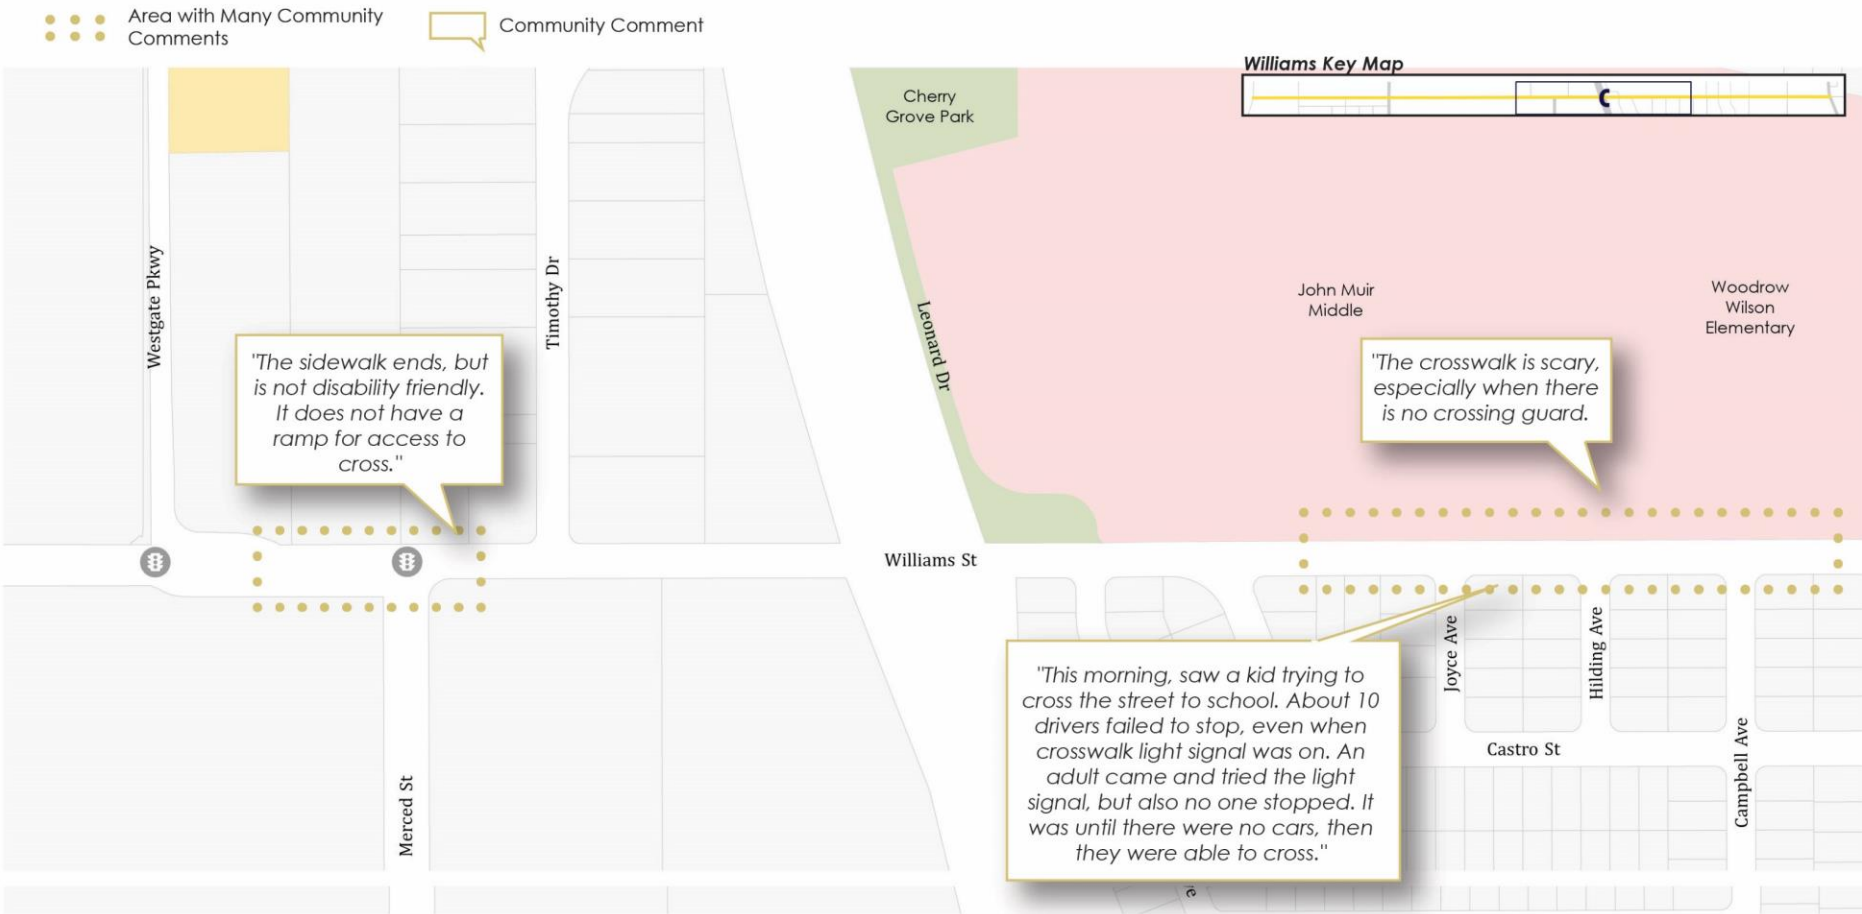 Area with Many Community
Comments
Community Comment
Williams Key Map
Cherry
Grove Park
John Muir
Middle
Woodrow
Wilson
Elementary
Westgate Pkwy
Timothy Dr
Leonard Dr
"The sidewalk ends, but
is not disability friendly.
It does not have a
ramp for access to
cross."
"The crosswalk is scary,
especially when there
is no crossing guard.
Williams St
"This morning, saw a kid trying to
cross the street to school. About 10
drivers failed to stop, even when
crosswalk light signal was on. An
adult came and tried the light
signal, but also no one stopped. It
was until there were no cars, then
they were able to cross."
Joyce Ave
Hilding Ave
Castro St
Campbell Ave
Merced St